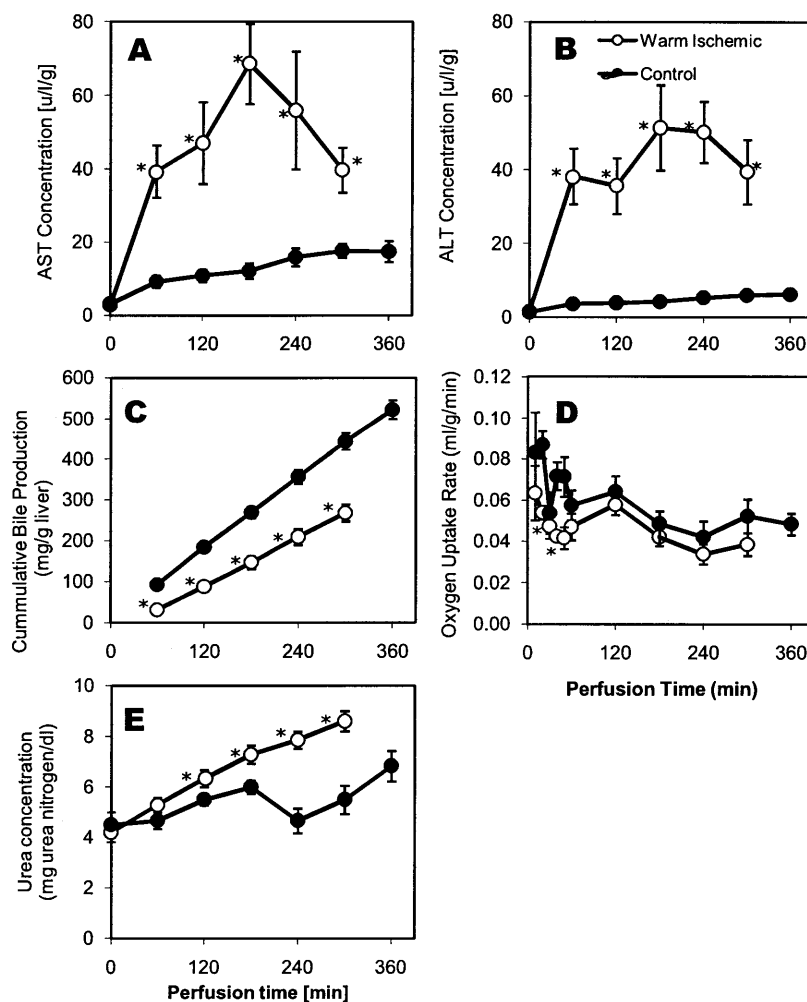 A
AST Concentration [u/l/g]
80
60
40
20
0
* * * * *
0 120 240 360
B
Warm Ischemic
Control
ALT Concentration [u/l/g]
80
60
40
20
0
* * * * *
0 120 240 360
C
Cummulative Bile Production
(mg/g liver)
600
500
400
300
200
100
0
* * * * *
0 120 240 360
D
Oxygen Uptake Rate (ml/g/min)
0.12
0.10
0.08
0.06
0.04
0.02
0.00
* *
0 120 240 360
Perfusion Time (min)
E
Urea concentration
(mg urea nitrogen/dl)
10
8
6
4
2
0
* * * *
0 120 240 360
Perfusion time [min]